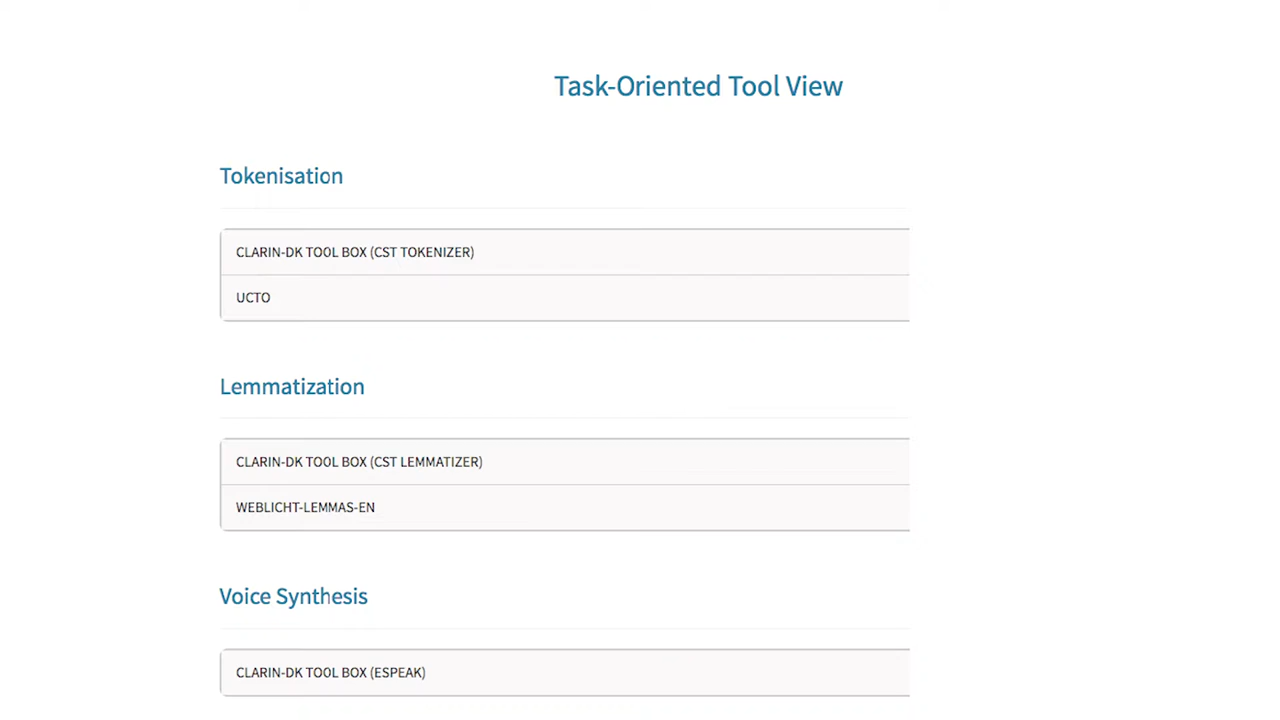 Task-Oriented Tool View
Tokenisation
CLARIN-DK TOOL BOX (CST TOKENIZER)
UCTO
Lemmatization
CLARIN-DK TOOL BOX (CST LEMMATIZER)
WEBLICHT-LEMMAS-EN
Voice Synthesis
CLARIN-DK TOOL BOX (ESPEAK)